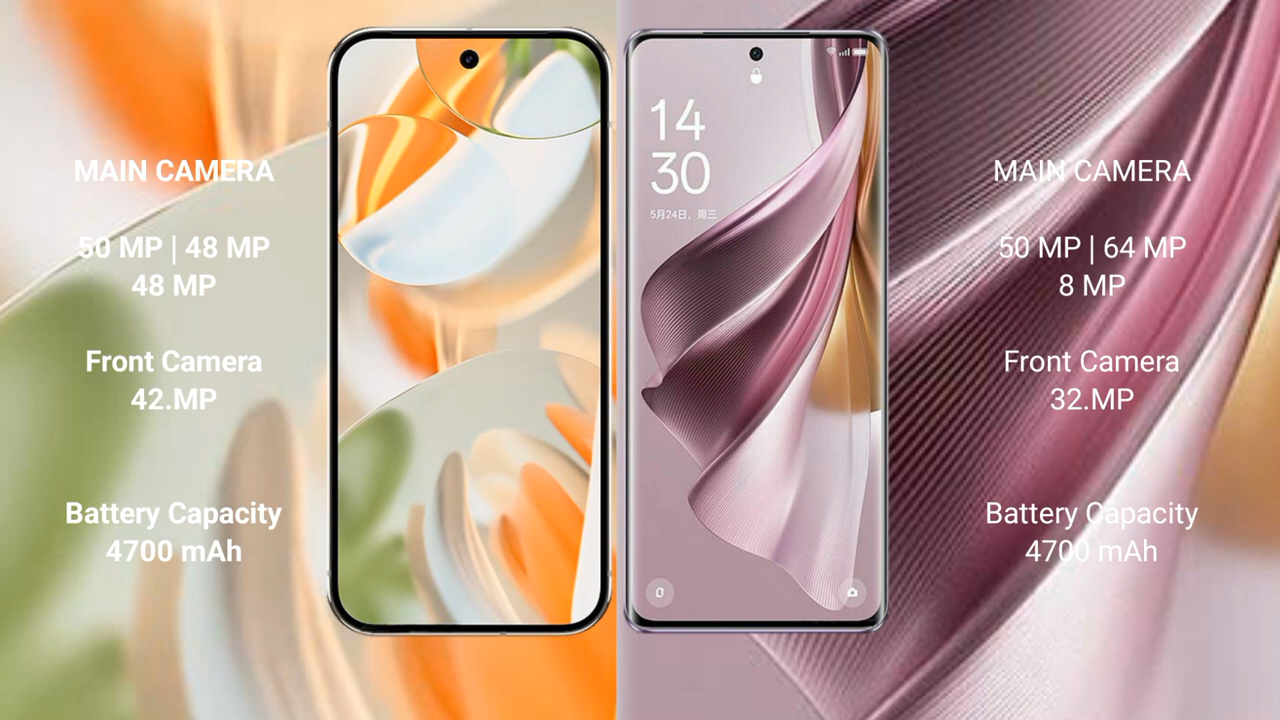 MAIN CAMERA
50 MP | 48 MP
48 MP
Front Camera
42.MP
Battery Capacity
4700 mAh
14
30
5月24日，周三
MAIN CAMERA
50 MP | 64 MP
8 MP
Front Camera
32.MP
Battery Capacity
4700 mAh